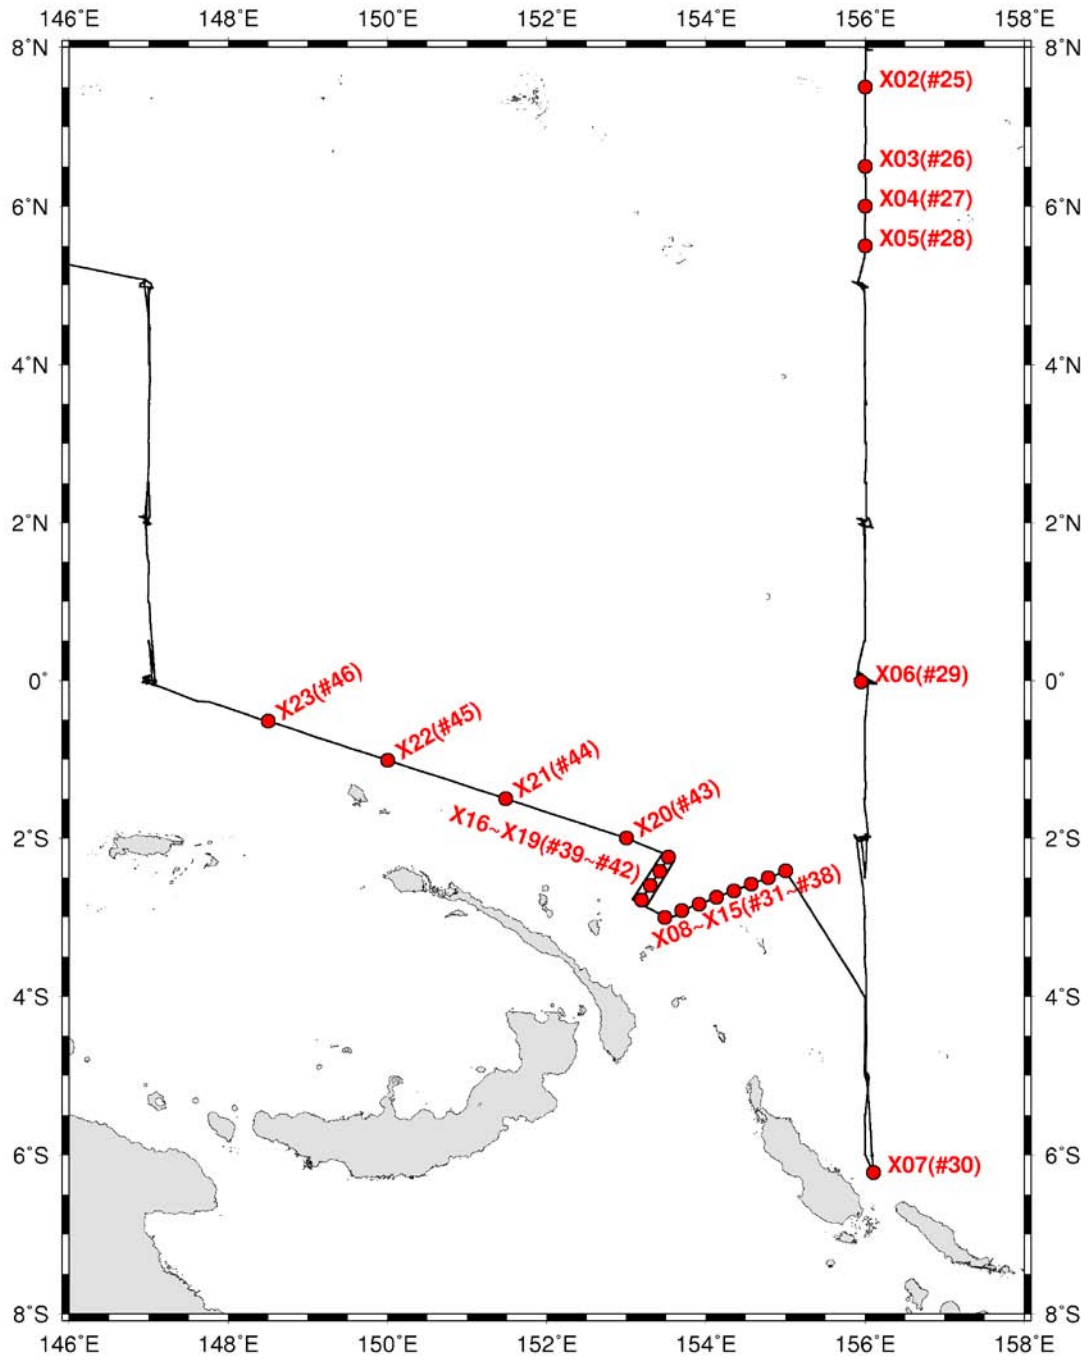 146°E 148°E 150°E 152°E 154°E 156°E 158°E
8°N 8°N
X02(#25)
X03(#26)
6°N X04(#27) 6°N
X05(#28)
4°N 4°N
2°N 2°N
0° X06(#29) 0°
X23(#46)
X22(#45)
X21(#44)
X20(#43)
X16~X19(#39~#42)
2°S 2°S
X08~X15(#31~#38)
4°S 4°S
6°S X07(#30) 6°S
8°S 8°S
146°E 148°E 150°E 152°E 154°E 156°E 158°E